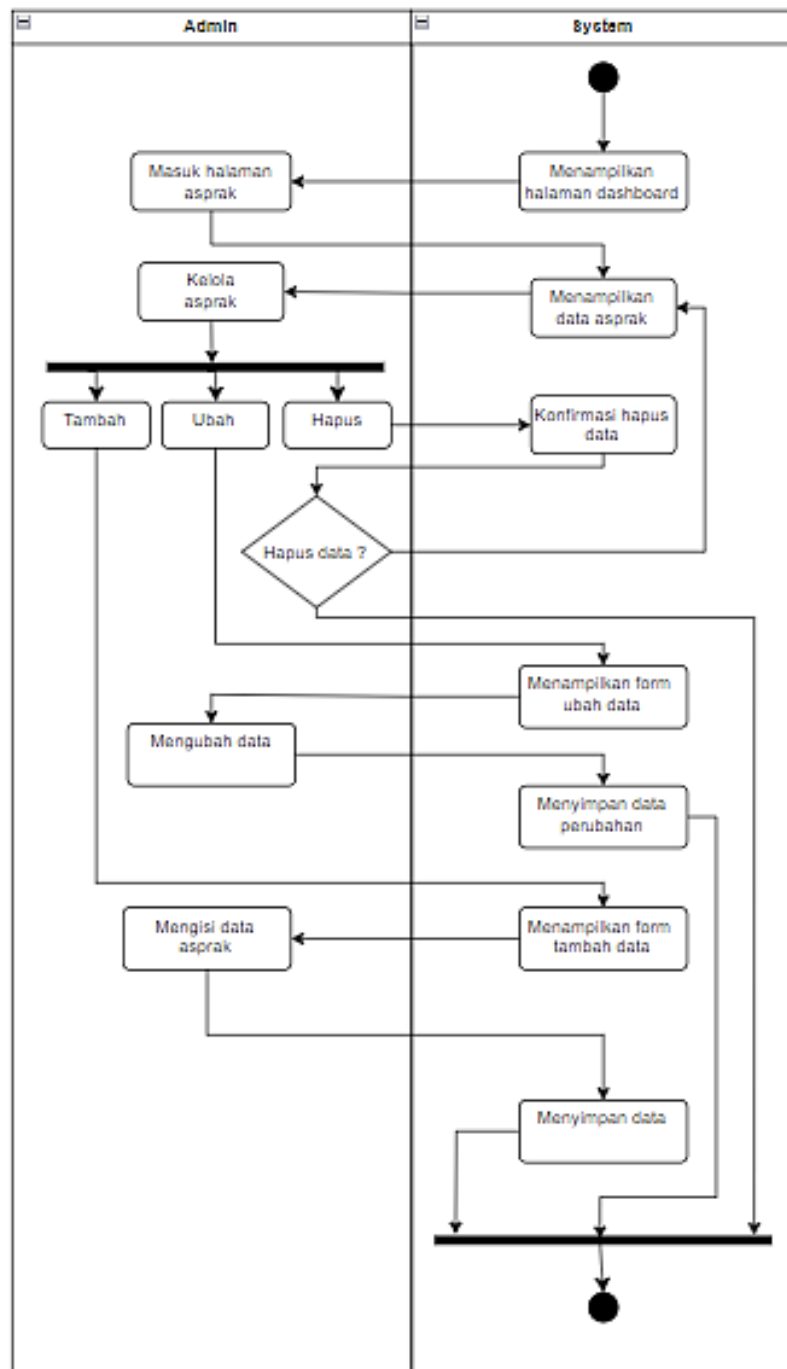 Admin
System
Masuk halaman
asprak
Menampilkan
halaman dashboard
Kelola
asprak
Menampilkan
data asprak
Tambah
Ubah
Hapus
Konfirmasi hapus
data
Hapus data ?
Menampilkan form
ubah data
Mengubah data
Menyimpan data
perubahan
Mengisi data
asprak
Menampilkan form
tambah data
Menyimpan data